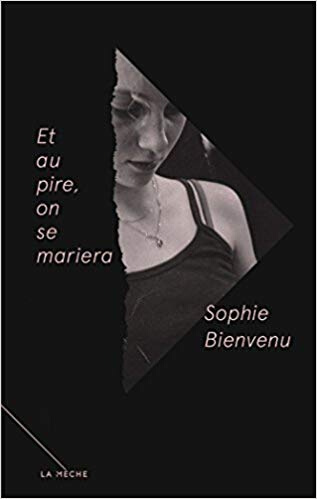 Et
au
pire,
on
se
mariera
Sophie
Bienvenu
LA MÈCHE